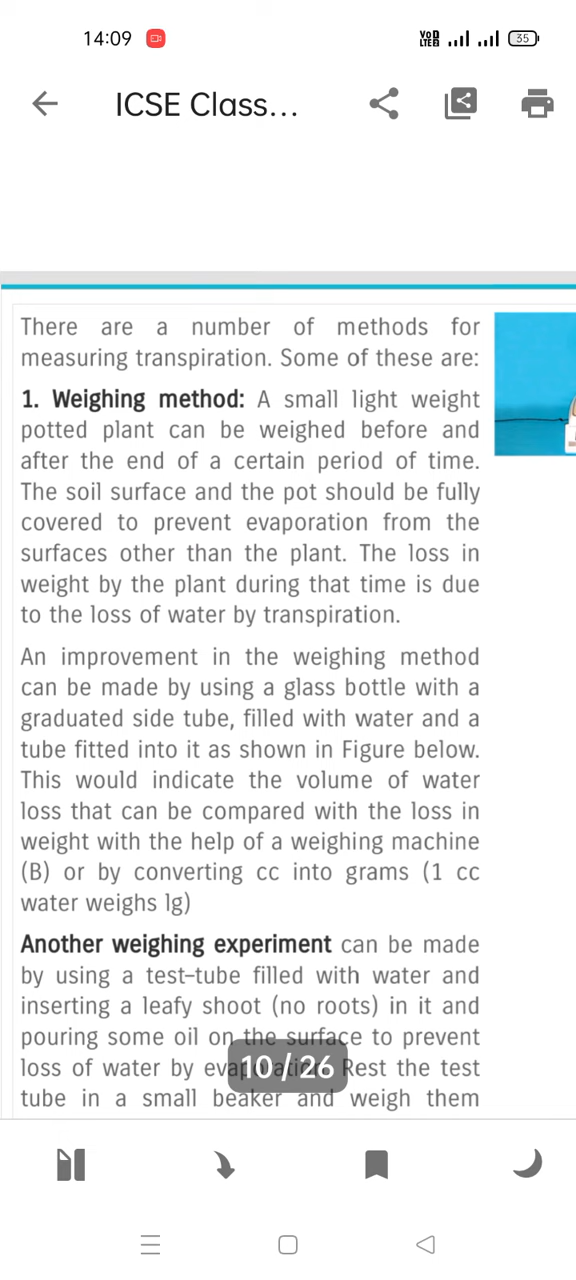 14:09
VoD LTE2
35
ICSE Class...
There are a number of methods for
measuring transpiration. Some of these are:
1. Weighing method: A small light weight
potted plant can be weighed before and
after the end of a certain period of time.
The soil surface and the pot should be fully
covered to prevent evaporation from the
surfaces other than the plant. The loss in
weight by the plant during that time is due
to the loss of water by transpiration.
An improvement in the weighing method
can be made by using a glass bottle with a
graduated side tube, filled with water and a
tube fitted into it as shown in Figure below.
This would indicate the volume of water
loss that can be compared with the loss in
weight with the help of a weighing machine
(B) or by converting cc into grams (1 cc
water weighs lg)
Another weighing experiment can be made
by using a test-tube filled with water and
inserting a leafy shoot (no roots) in it and
pouring some oil on the surface to prevent
loss of water by evaporation. Rest the test
tube in a small beaker and weigh them
10 / 26